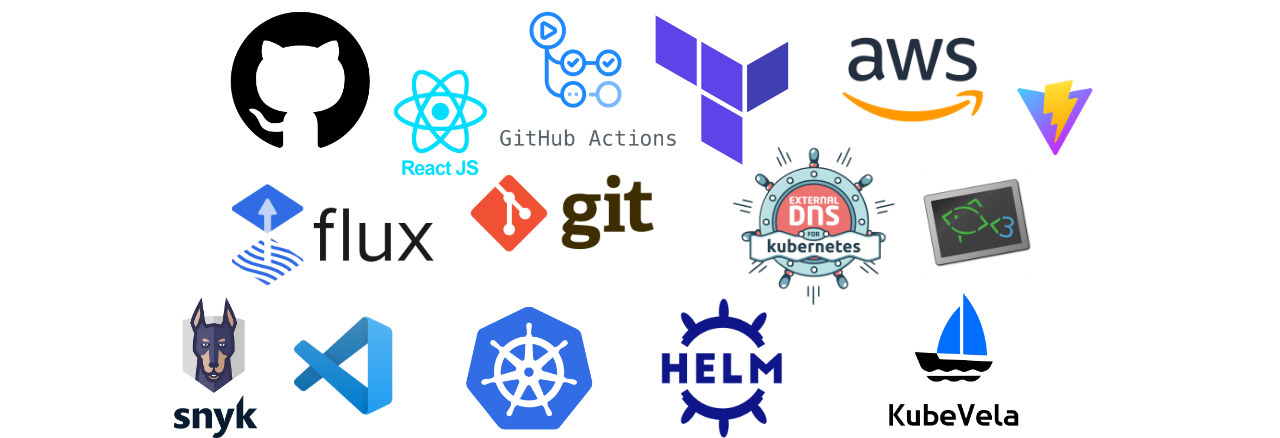 aws
GitHub Actions
React JS
git
EXTERNAL
DNS
FOR
kubernetes
3
flux
HELM
snyk
KubeVela